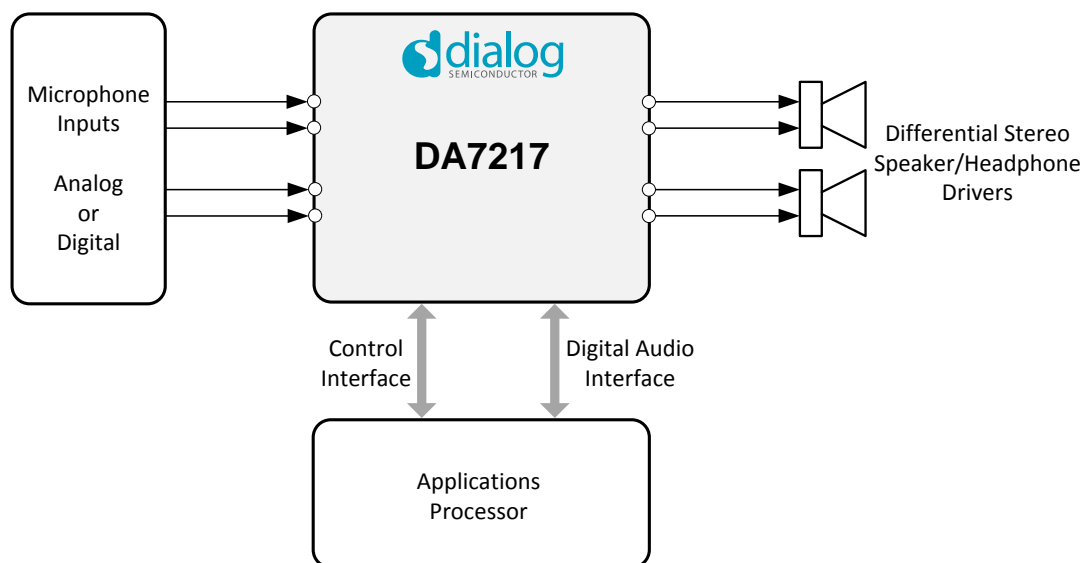 Microphone
Inputs
Analog
or
Digital
dialog
SEMICONDUCTOR
DA7217
Differential Stereo
Speaker/Headphone
Drivers
Control
Interface
Digital Audio
Interface
Applications
Processor